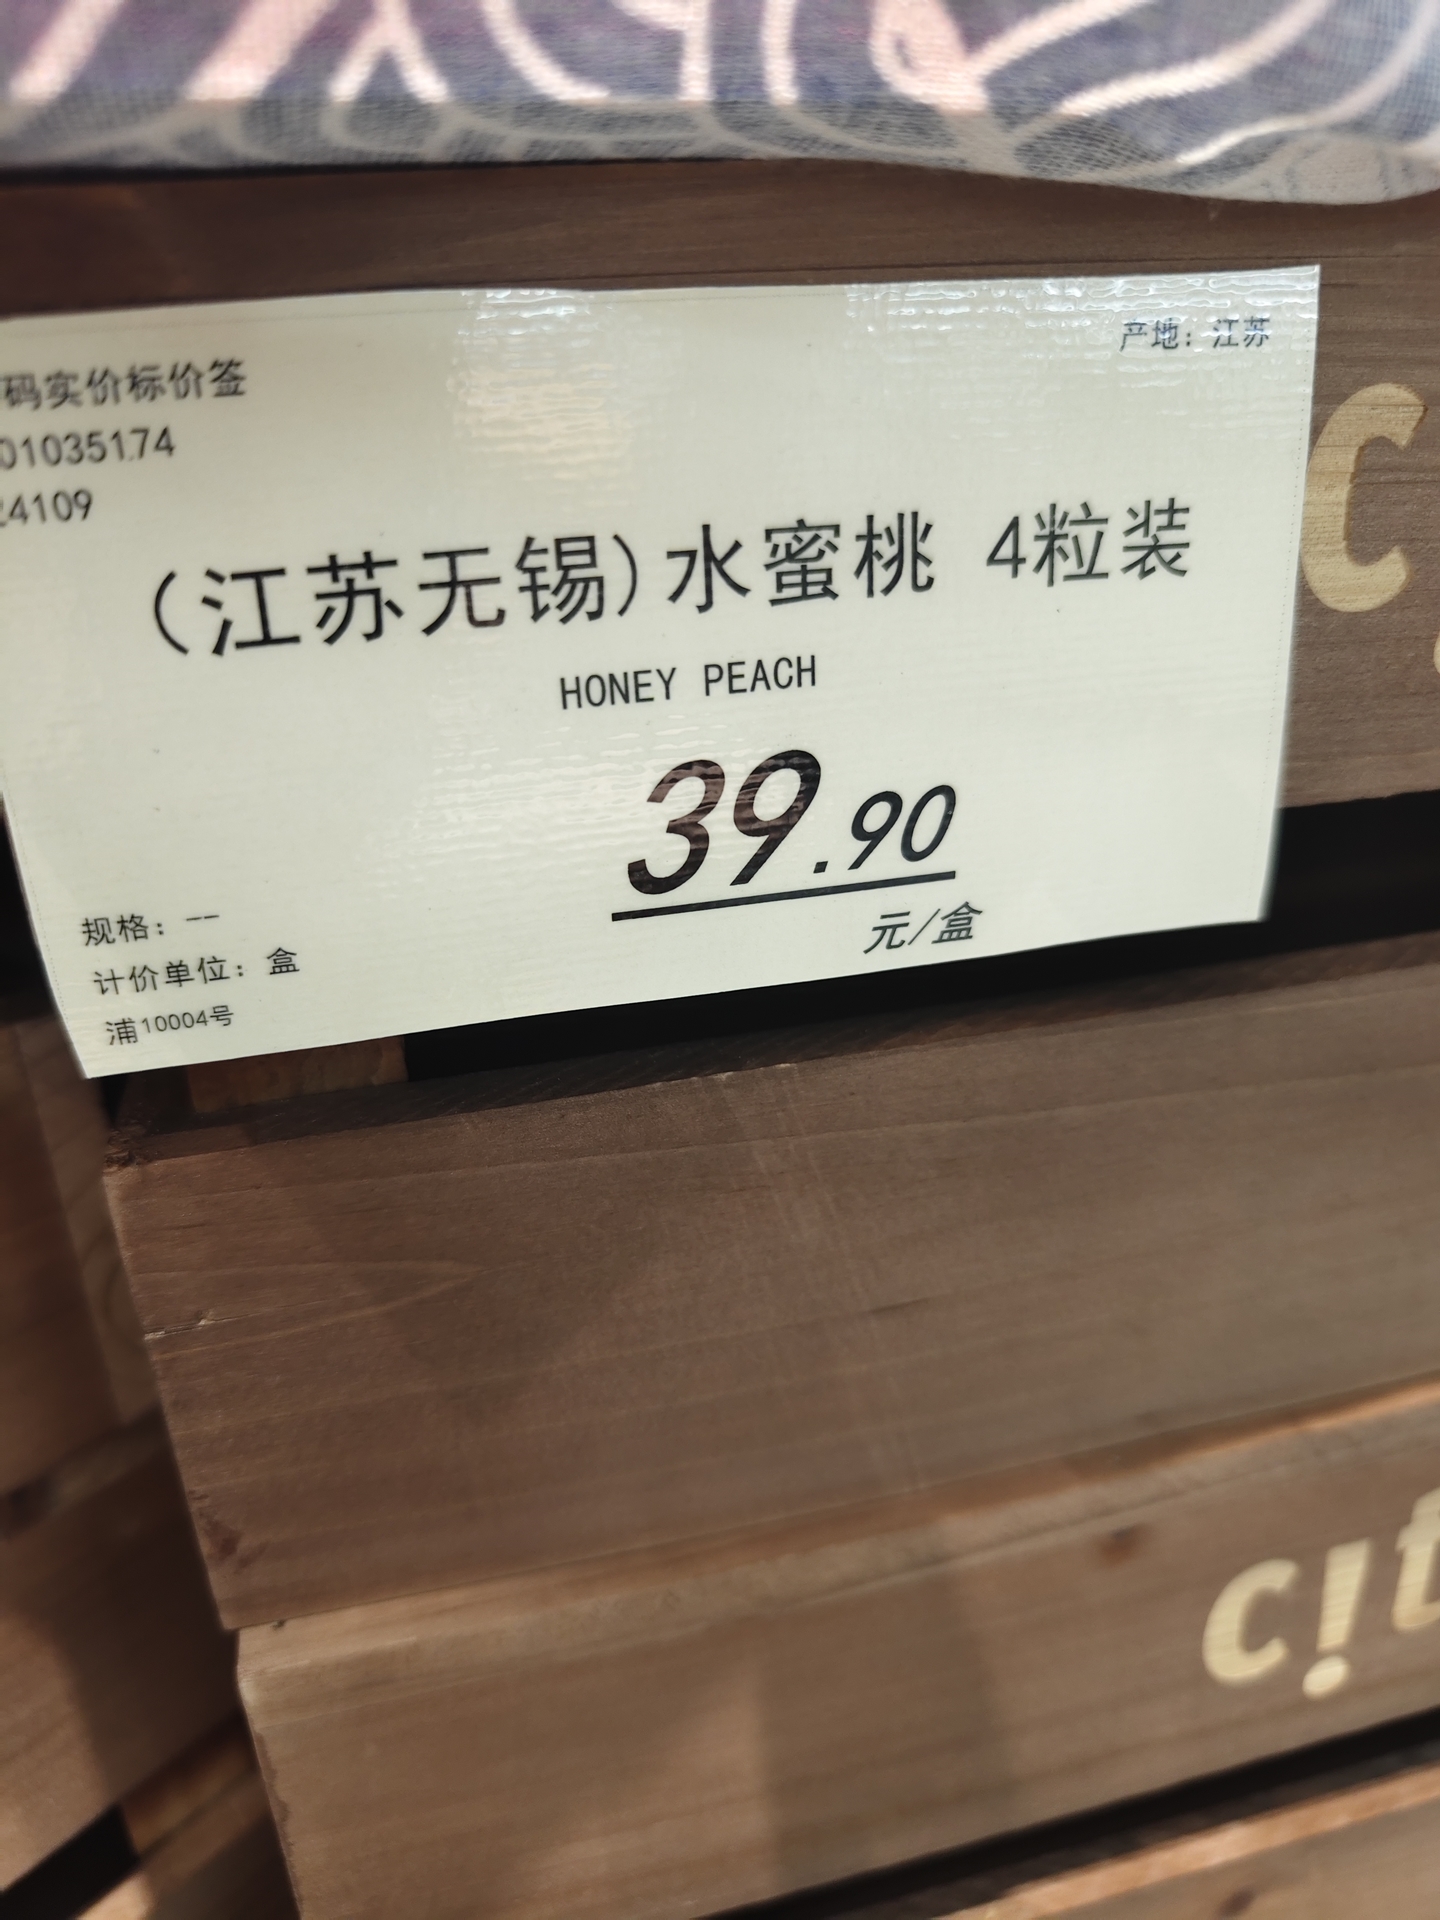 码实价标价签
产地：江苏
01035174
24109
(江苏无锡)水蜜桃 4粒装
HONEY PEACH
39.90
元/盒
规格：--
计价单位：盒
浦10004号
c!t